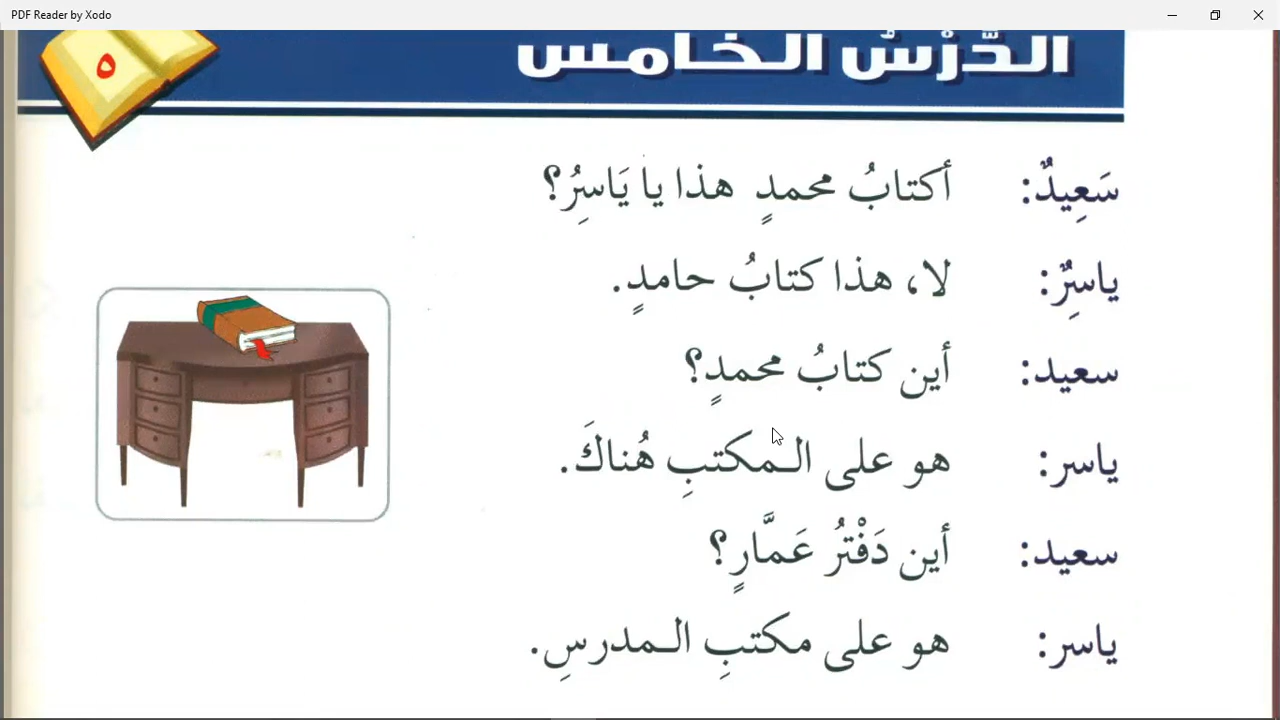 PDF Reader by Xodo
٥
الدَّرْسُ الخامس
سَعِيدٌ: أكتابُ محمدٍ هذا يا يَاسِرُ؟
ياسِرٌ: لا، هذا كتابُ حامدٍ.
سعيد: أين كتابُ محمدٍ؟
ياسر: هو على المكتبِ هُناكَ.
سعيد: أين دَفْتَرُ عَمَّارٍ؟
ياسر: هو على مكتبِ المدرسِ.